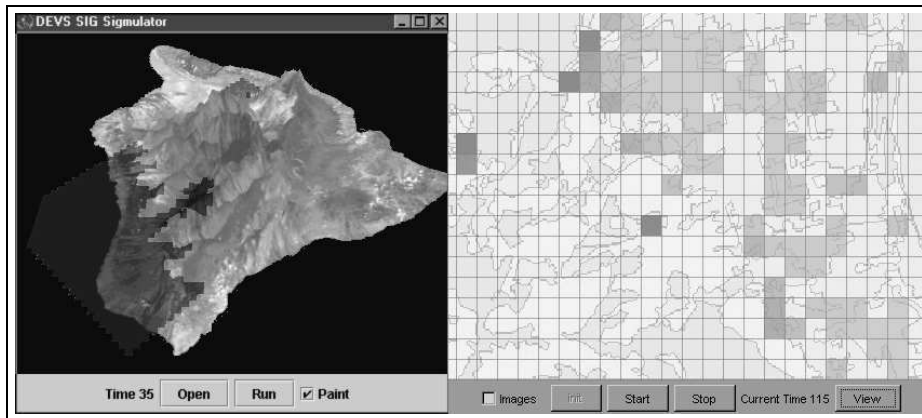 DEVS SIG Sigmulator
Time 35 Open Run Paint
Images Init Start Stop Current Time 115 View